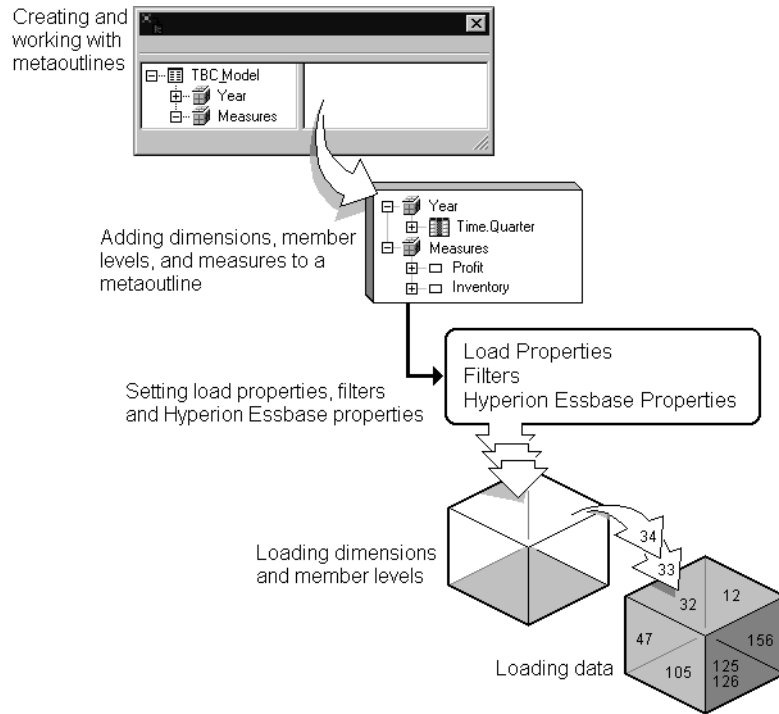 Creating and
working with
metaoutlines
TBC_Model
Year
Measures
Adding dimensions, member
levels, and measures to a
metaoutline
Year
Time.Quarter
Measures
Profit
Inventory
Setting load properties, filters
and Hyperion Essbase properties
Load Properties
Filters
Hyperion Essbase Properties
Loading dimensions
and member levels
34
33
32
12
47
156
105
125
126
Loading data